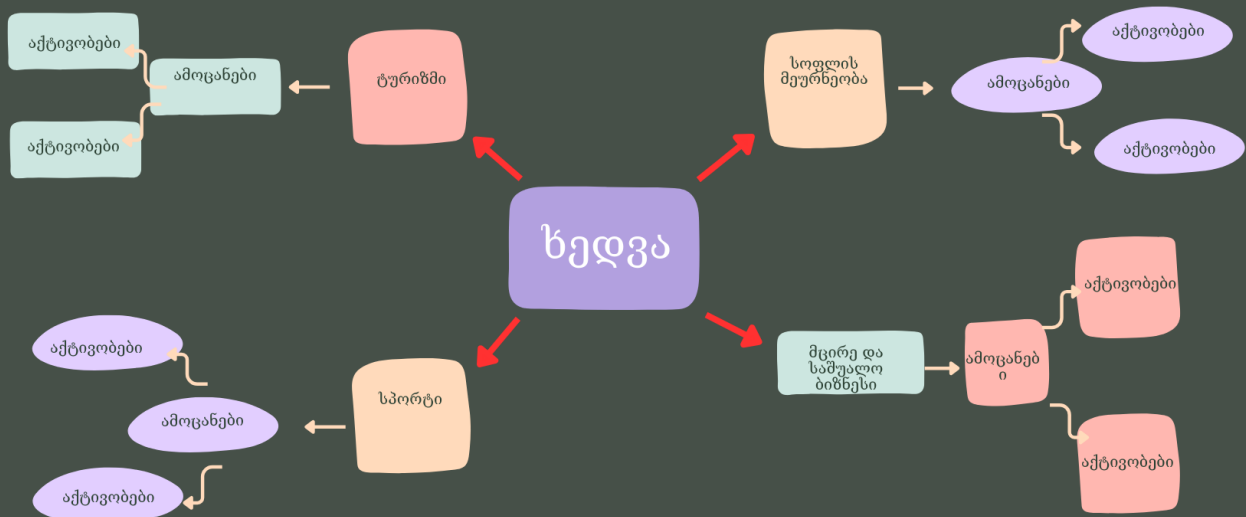 აქტივობები
ამოცანები
აქტივობები
ტურიზმი
სოფლის
მეურნეობა
ამოცანები
აქტივობები
აქტივობები
ხედვა
აქტივობები
ამოცანები
აქტივობები
სპორტი
მცირე და
საშუალო
ბიზნესი
ამოცანებ
ი
აქტივობები
აქტივობები